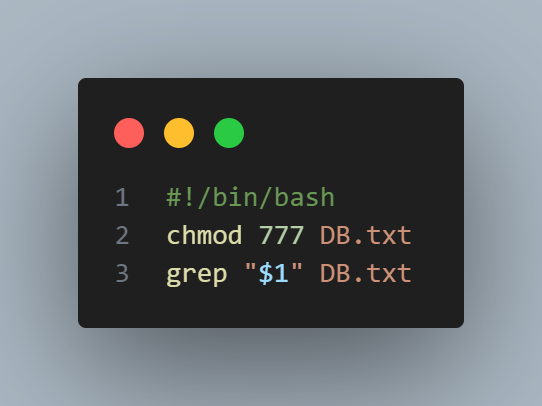 1 #!/bin/bash
2 chmod 777 DB.txt
3 grep "$1" DB.txt